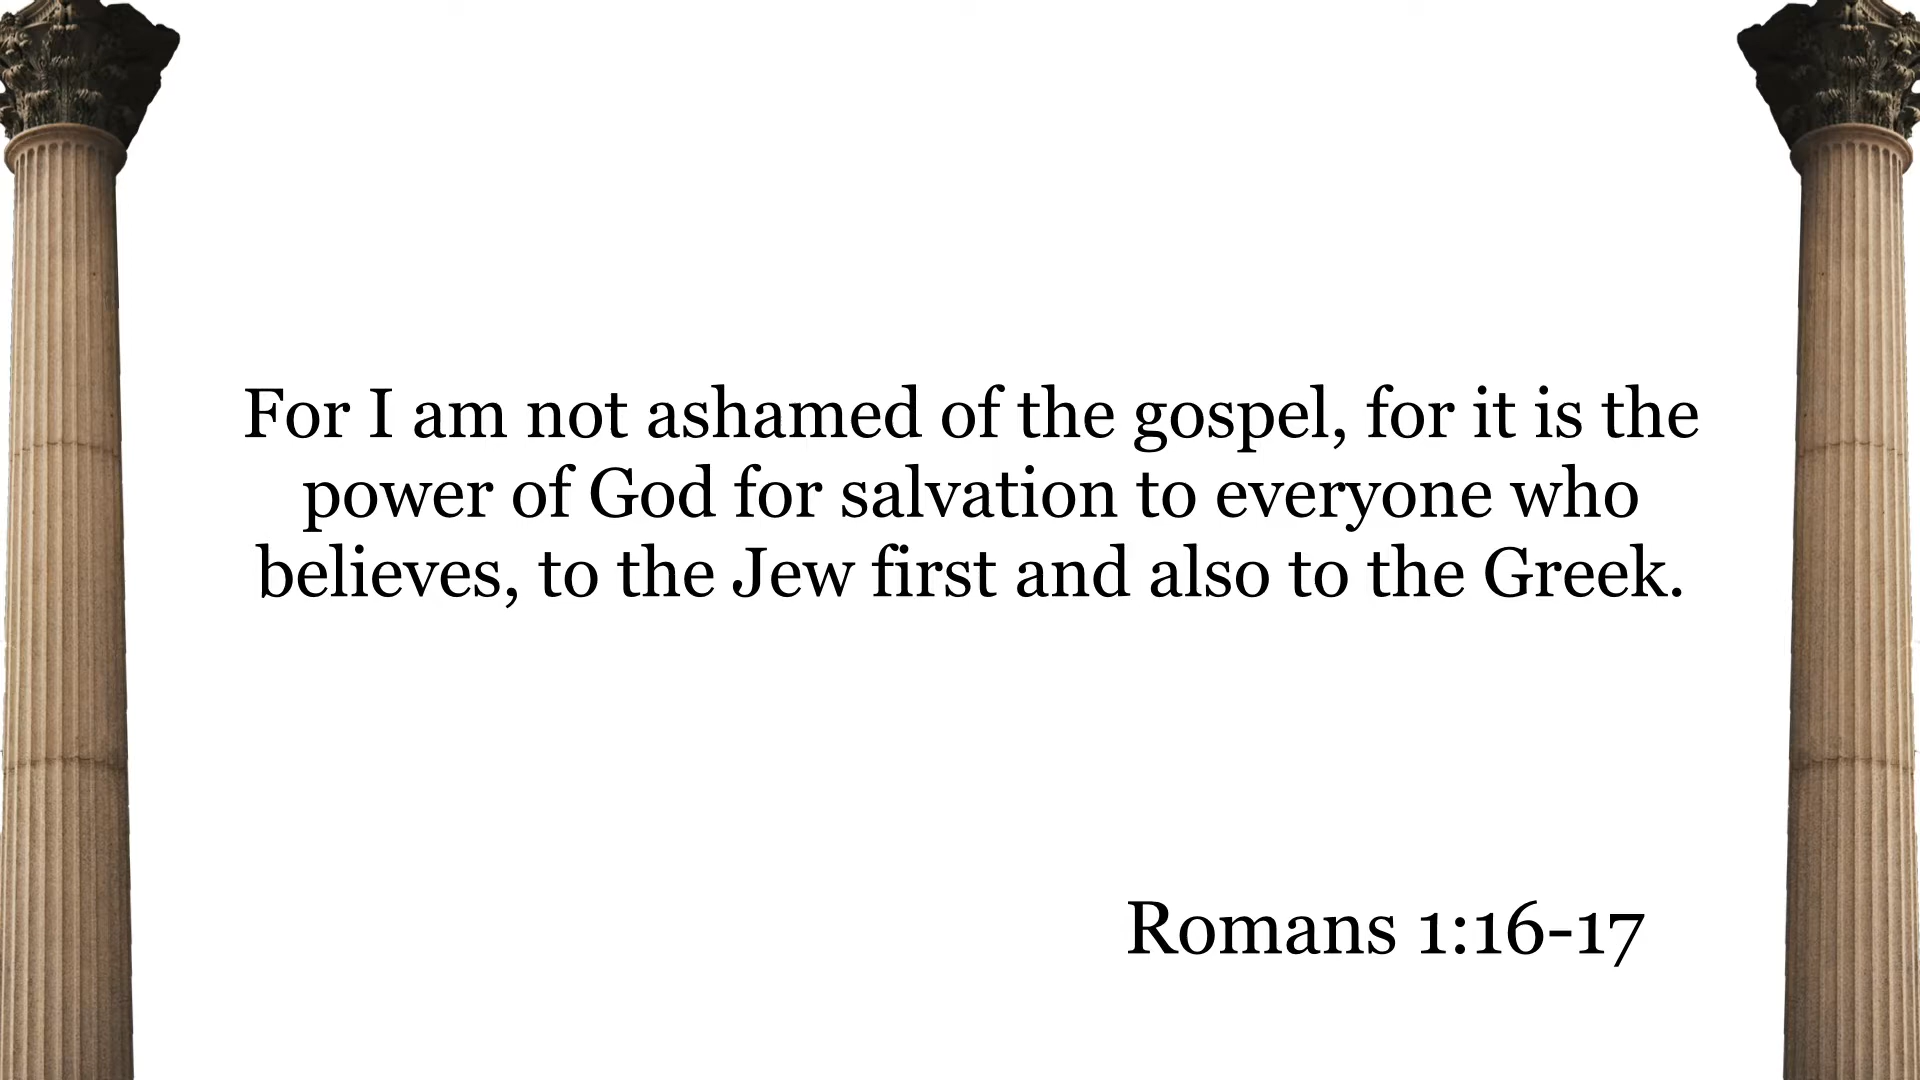 For I am not ashamed of the gospel, for it is the
power of God for salvation to everyone who
believes, to the Jew first and also to the Greek.
Romans 1:16-17